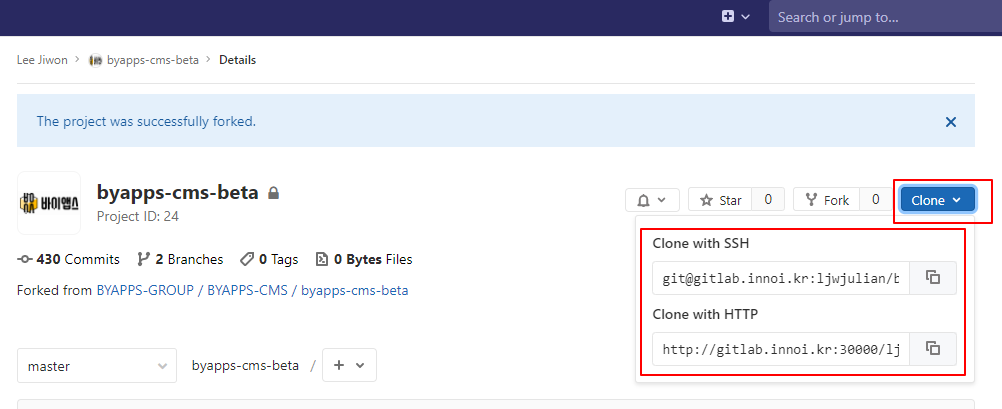 Search or jump to...
Lee Jiwon > byapps-cms-beta > Details
The project was successfully forked.
바이앱스
byapps-cms-beta
Project ID: 24
Star 0 Fork 0 Clone
430 Commits 2 Branches 0 Tags 0 Bytes Files
Forked from BYAPPS-GROUP / BYAPPS-CMS / byapps-cms-beta
Clone with SSH
git@gitlab.innoi.kr:ljwjulian/b
Clone with HTTP
http://gitlab.innoi.kr:30000/lj
master byapps-cms-beta / +